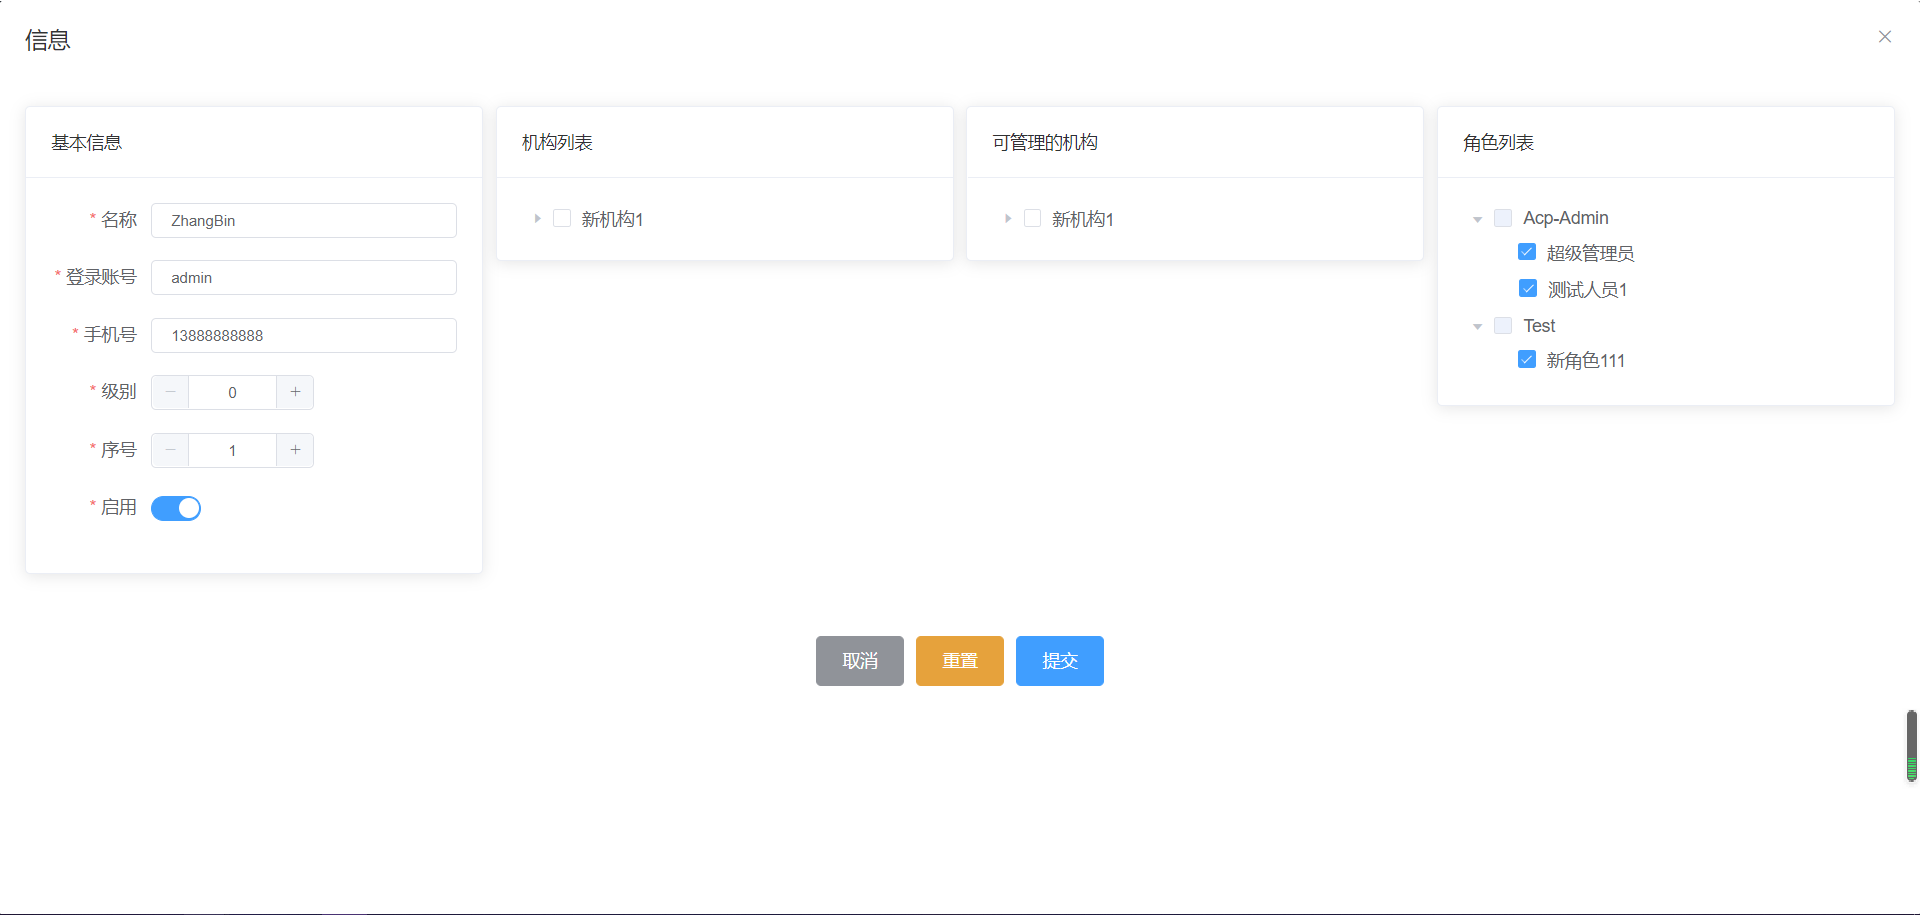 信息
基本信息
* 名称 ZhangBin
* 登录账号 admin
* 手机号 13888888888
* 级别 0
* 序号 1
* 启用
机构列表
新机构1
可管理的机构
新机构1
角色列表
Acp-Admin
超级管理员
测试人员1
Test
新角色111
取消 重置 提交